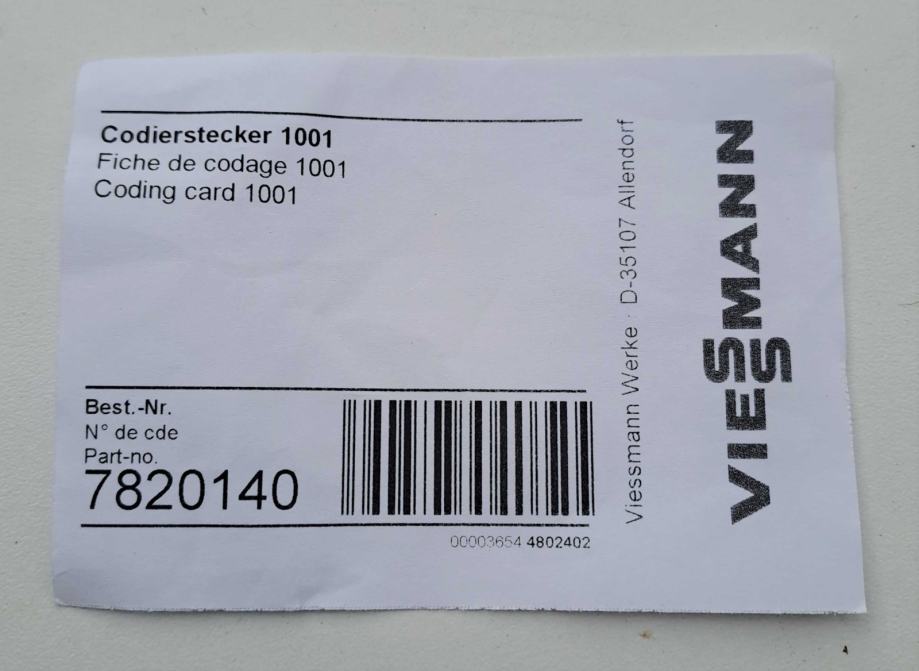 Codierstecker 1001
Fiche de codage 1001
Coding card 1001
Best.-Nr.
N° de cde
Part-no.
7820140
00003654 4802402
Viessmann Werke · D-35107 Allendorf
VIESSMANN